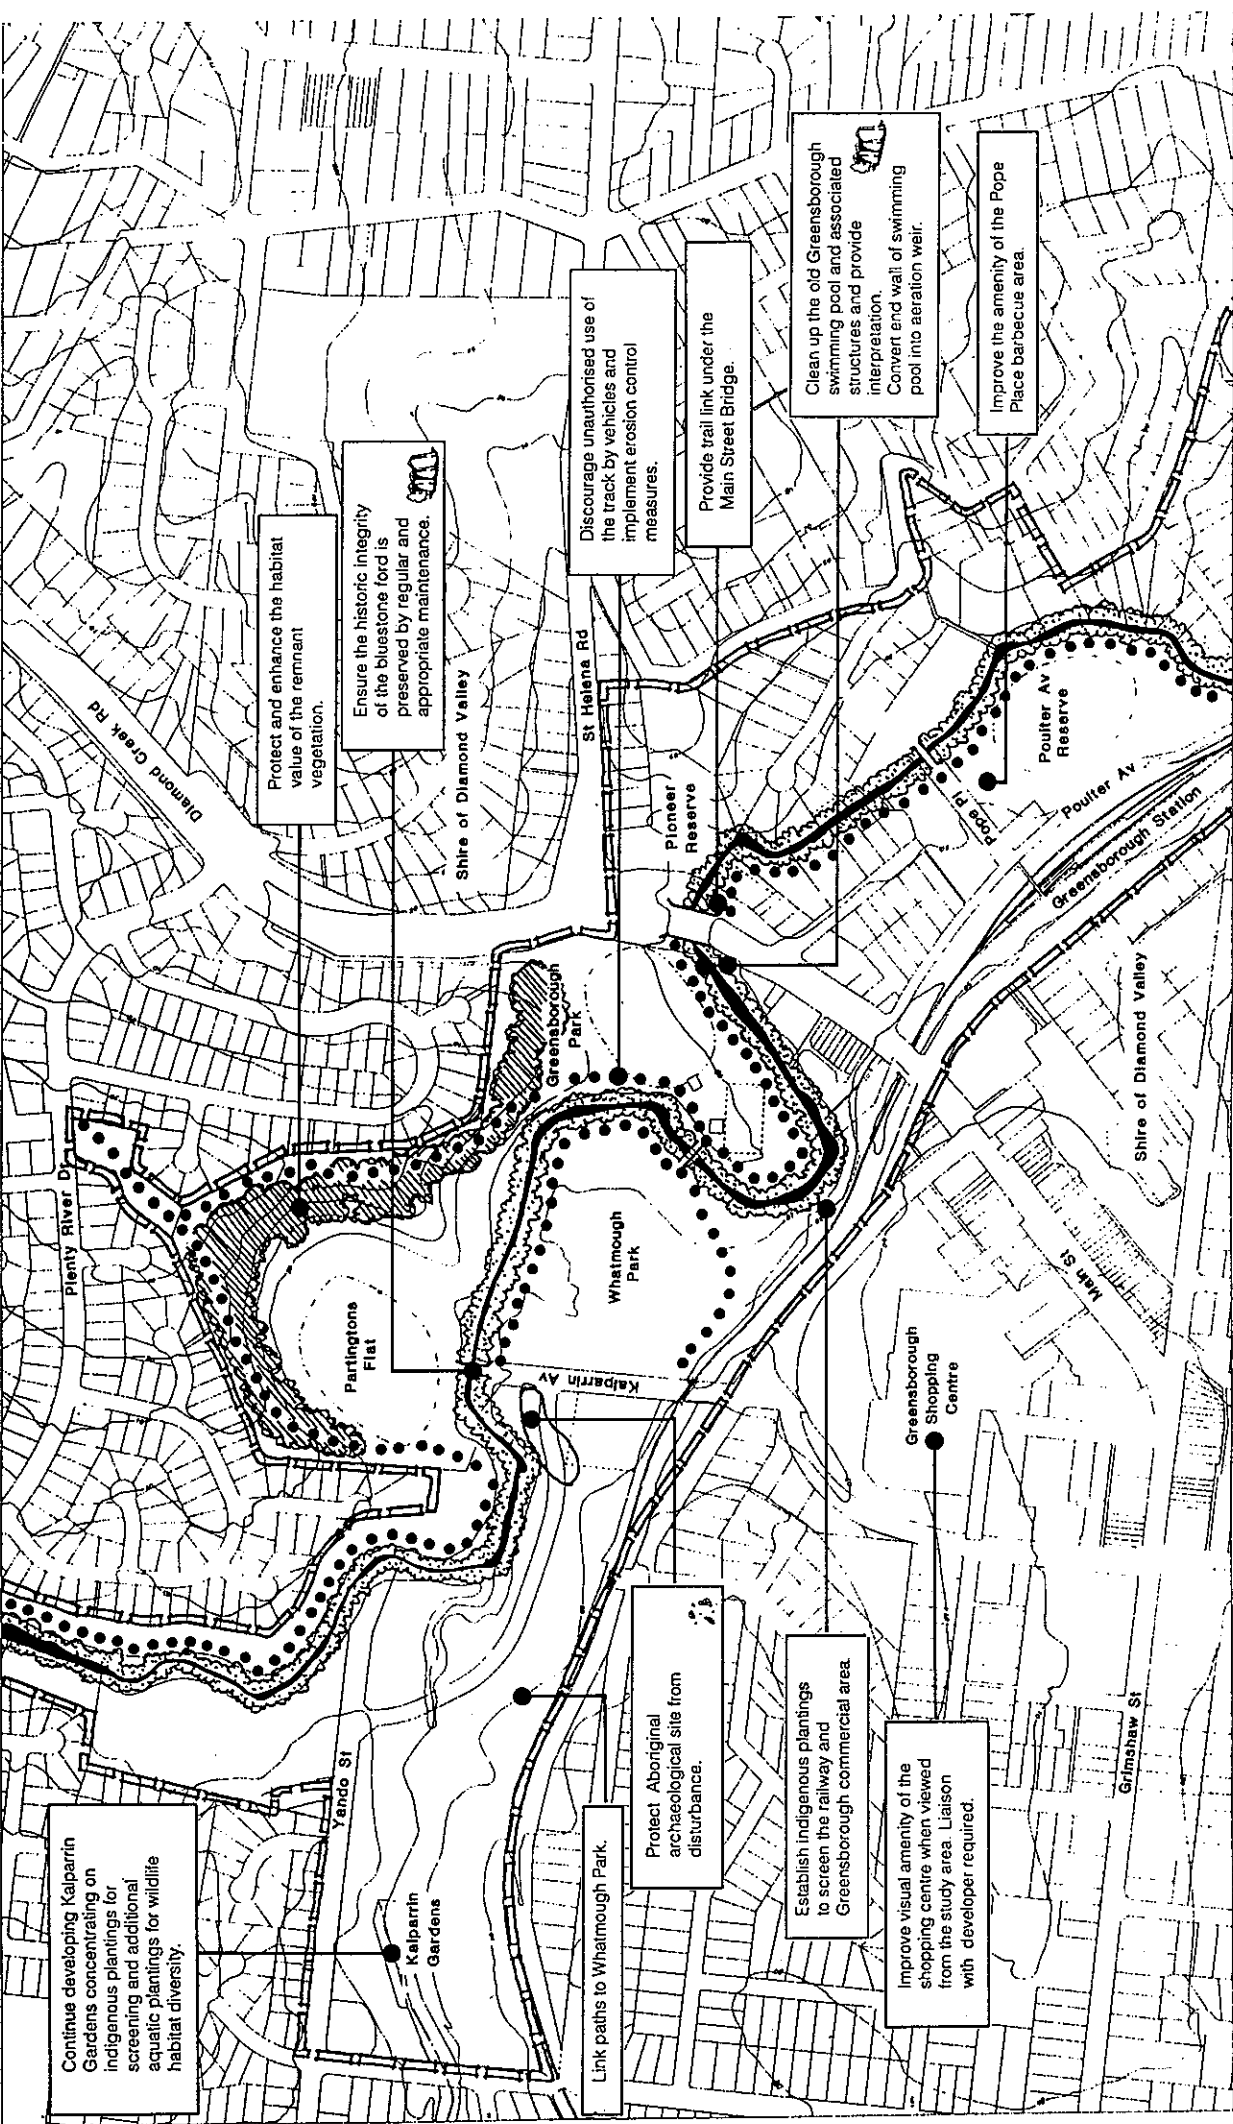 Continue developing Kalparrin
Gardens concentrating on
indigenous plantings for
screening and additional
aquatic plantings for wildlife
habitat diversity.
Protect and enhance the habitat
value of the remnant
vegetation.
Ensure the historic integrity
of the bluestone ford is
preserved by regular and
appropriate maintenance.
Discourage unauthorised use of
the track by vehicles and
implement erosion control
measures.
Provide trail link under the
Main Street Bridge.
Clean up the old Greensborough
swimming pool and associated
structures and provide
interpretation.
Convert end wall of swimming
pool into aeration weir.
Improve the amenity of the Pope
Place barbecue area.
Link paths to Whatmough Park.
Protect Aboriginal
archaeological site from
disturbance.
Establish indigenous plantings
to screen the railway and
Greensborough commercial area.
Improve visual amenity of the
shopping centre when viewed
from the study area. Liaison
with developer required.
Plenty River Dr
Diamond Creek Rd
Shire of Diamond Valley
St Helena Rd
Yando St
Kalparrin
Gardens
Partingtons
Flat
Greensborough
Park
Pioneer
Reserve
Whatmough
Park
Kalparrin Av
Pope Pl
Poulter Av
Reserve
Poulter Av
Greensborough Station
Main St
Greensborough
Shopping
Centre
Grimshaw St
Shire of Diamond Valley